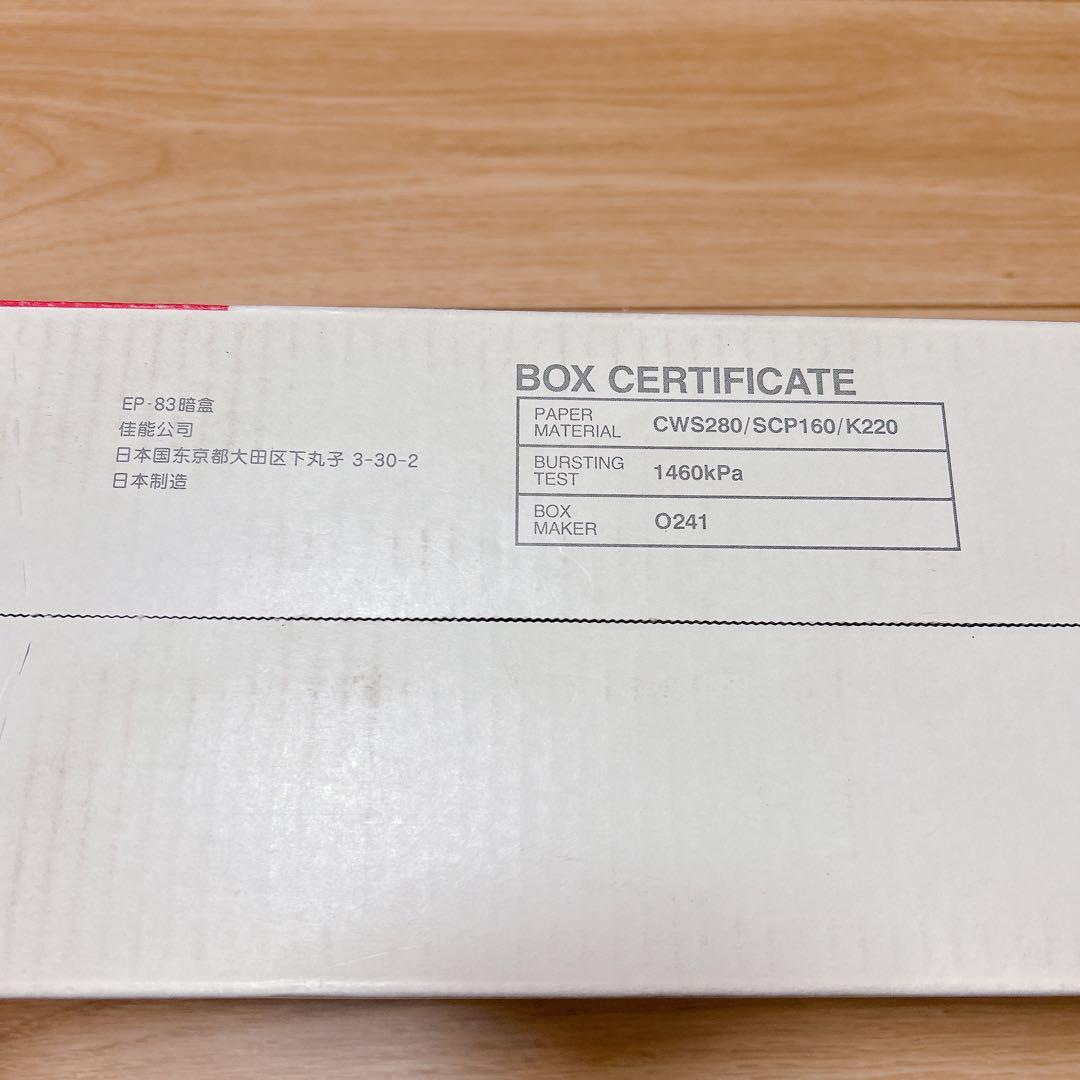 EP-83暗盒
佳能公司
日本国东京都大田区下丸子 3-30-2
日本制造
BOX CERTIFICATE
PAPER MATERIAL CWS280/SCP160/K220
BURSTING TEST 1460kPa
BOX MAKER O241